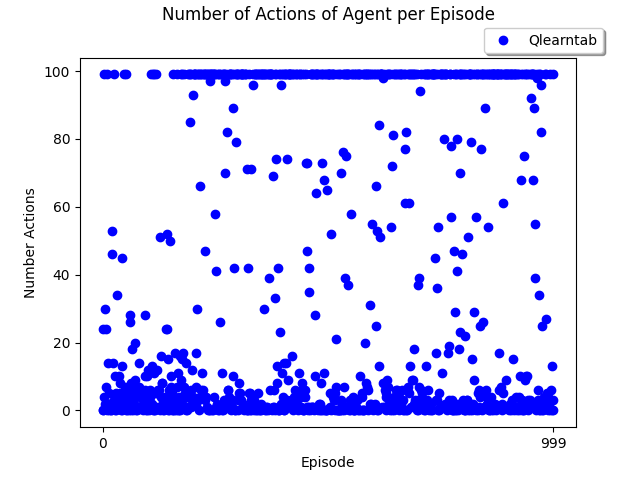 Number of Actions of Agent per Episode
Qlearntab
100
80
60
40
20
0
Number Actions
0 999
Episode